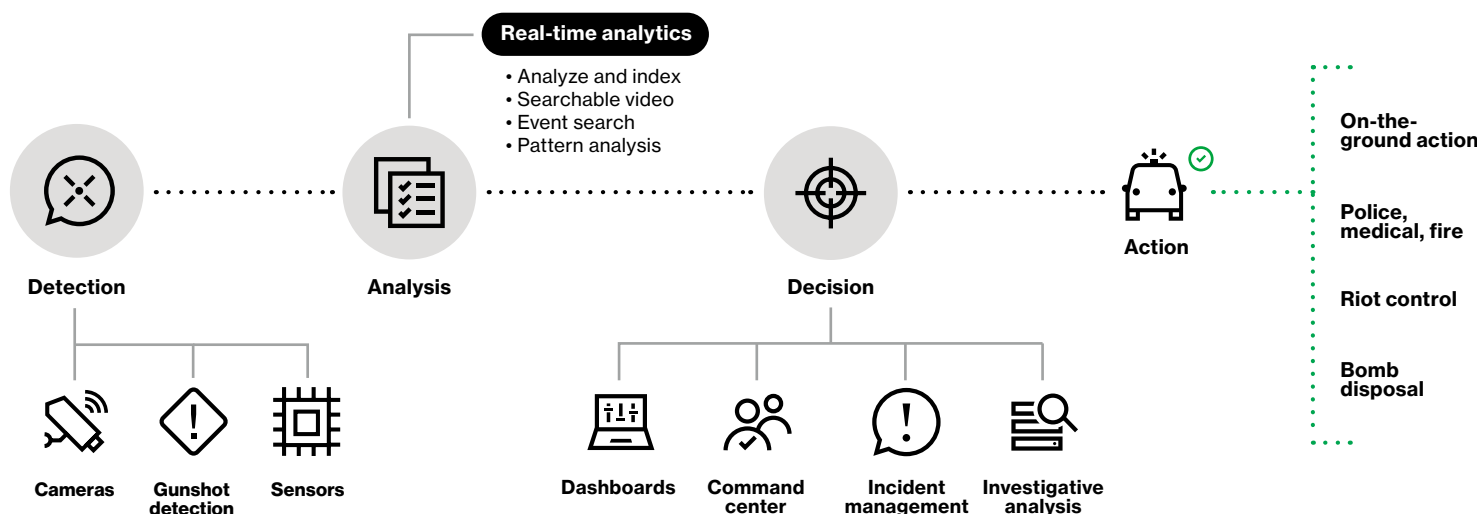 Real-time analytics
• Analyze and index
• Searchable video
• Event search
• Pattern analysis
Detection
Analysis
Decision
Action
On-the-
ground action
Police,
medical, fire
Riot control
Bomb
disposal
Cameras
Gunshot
detection
Sensors
Dashboards
Command
center
Incident
management
Investigative
analysis